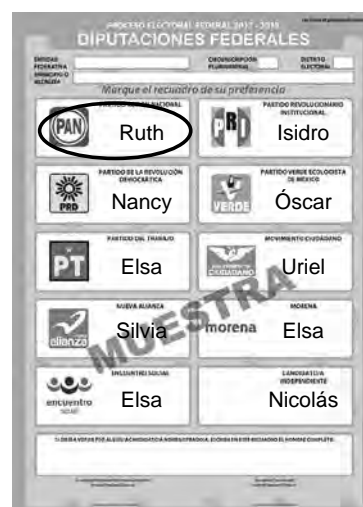 PROCESO ELECTORAL FEDERAL 2017 - 2018
DIPUTACIONES FEDERALES
ENTIDAD
FEDERATIVA
CIRCUNSCRIPCIÓN
PLURINOMINAL
DISTRITO
ELECTORAL
MUNICIPIO O
ALCALDÍA
Marque el recuadro de su preferencia
PAN
Ruth
PRI
PARTIDO REVOLUCIONARIO
INSTITUCIONAL
Isidro
PRD
PARTIDO DE LA REVOLUCIÓN
DEMOCRÁTICA
Nancy
VERDE
PARTIDO VERDE ECOLOGISTA
DE MÉXICO
Óscar
PT
PARTIDO DEL TRABAJO
Elsa
CIUDADANO
MOVIMIENTO CIUDADANO
Uriel
alianza
NUEVA ALIANZA
Silvia
morena
MORENA
Elsa
encuentro
social
ENCUENTRO SOCIAL
Elsa
CANDIDATO/A
INDEPENDIENTE
Nicolás
MUESTRA